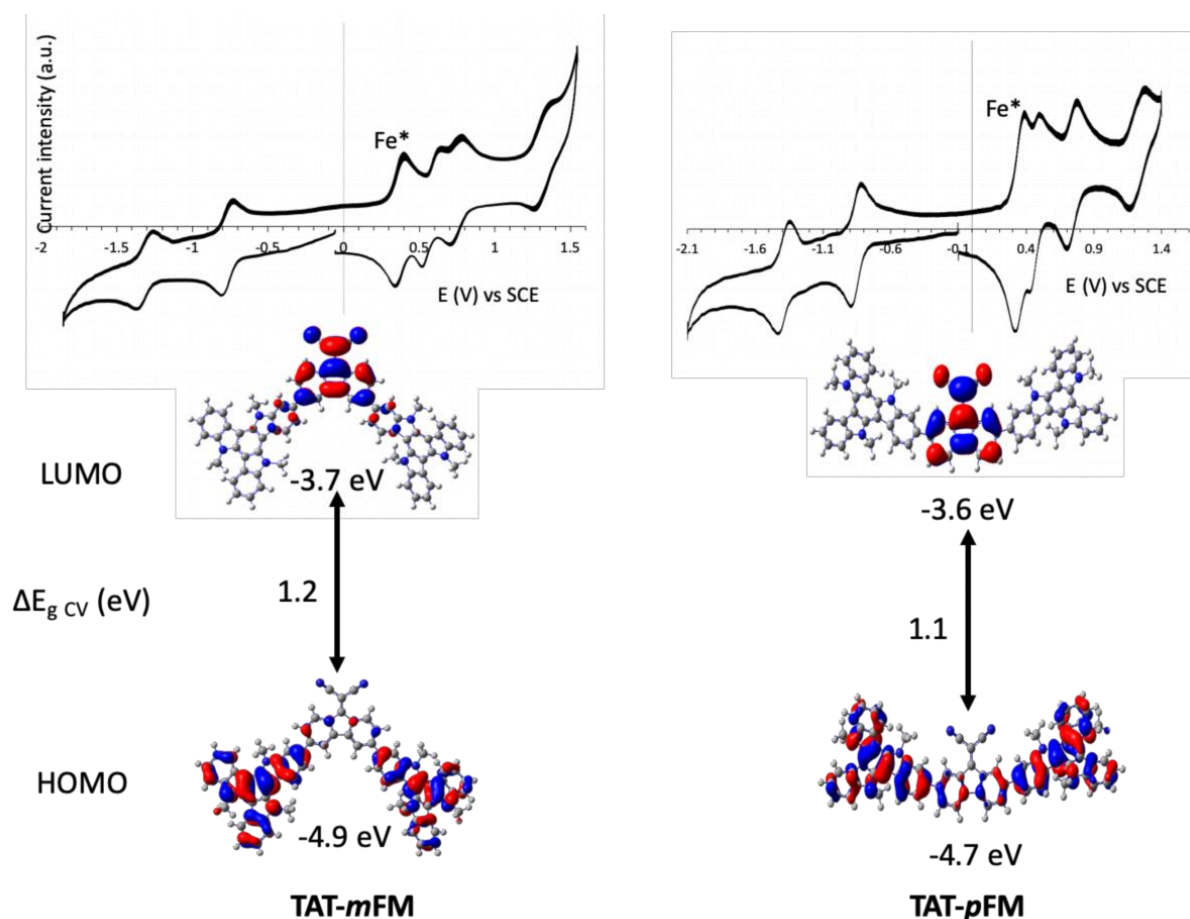 Current intensity (a.u.)
Fe*
-2 -1.5 -1 -0.5 0 0.5 1 1.5
E (V) vs SCE
Fe*
-2.1 -1.6 -1.1 -0.6 -0.1 0.4 0.9 1.4
E (V) vs SCE
LUMO
-3.7 eV
-3.6 eV
ΔEg CV (eV)
1.2
1.1
HOMO
-4.9 eV
-4.7 eV
TAT-mFM
TAT-pFM